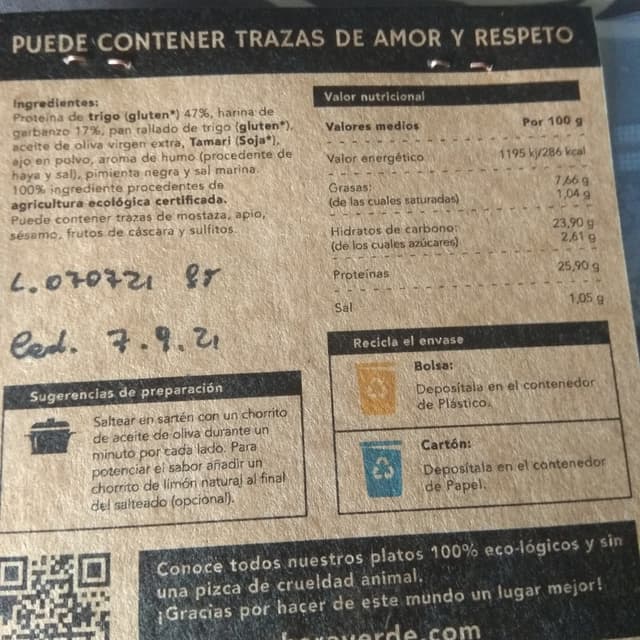 PUEDE CONTENER TRAZAS DE AMOR Y RESPETO
Ingredientes:
Proteína de trigo (gluten*) 47%, harina de
garbanzo 17%, pan rallado de trigo (gluten*),
aceite de oliva virgen extra, Tamari (Soja*),
ajo en polvo, aroma de humo (procedente de
haya y sal), pimienta negra y sal marina.
100% ingrediente procedentes de
agricultura ecológica certificada.
Puede contener trazas de mostaza, apio,
sésamo, frutos de cáscara y sulfitos.
L. 070721
Cad. 7.9.21
Sugerencias de preparación
Saltear en sartén con un chorrito
de aceite de oliva durante un
minuto por cada lado. Para
potenciar el sabor añadir un
chorrito de limón natural al final
del salteado (opcional).
Valor nutricional
Valores medios Por 100 g
Valor energético 1195 kj/286 kcal
Grasas: 7,66 g
(de las cuales saturadas) 1,04 g
Hidratos de carbono: 23,90 g
(de los cuales azúcares) 2,61 g
Proteínas 25,90 g
Sal 1,05 g
Recicla el envase
Bolsa:
Deposítala en el contenedor
de Plástico.
Cartón:
Deposítala en el contenedor
de Papel.
Conoce todos nuestros platos 100% eco-lógicos y sin
una pizca de crueldad animal.
¡Gracias por hacer de este mundo un lugar mejor!